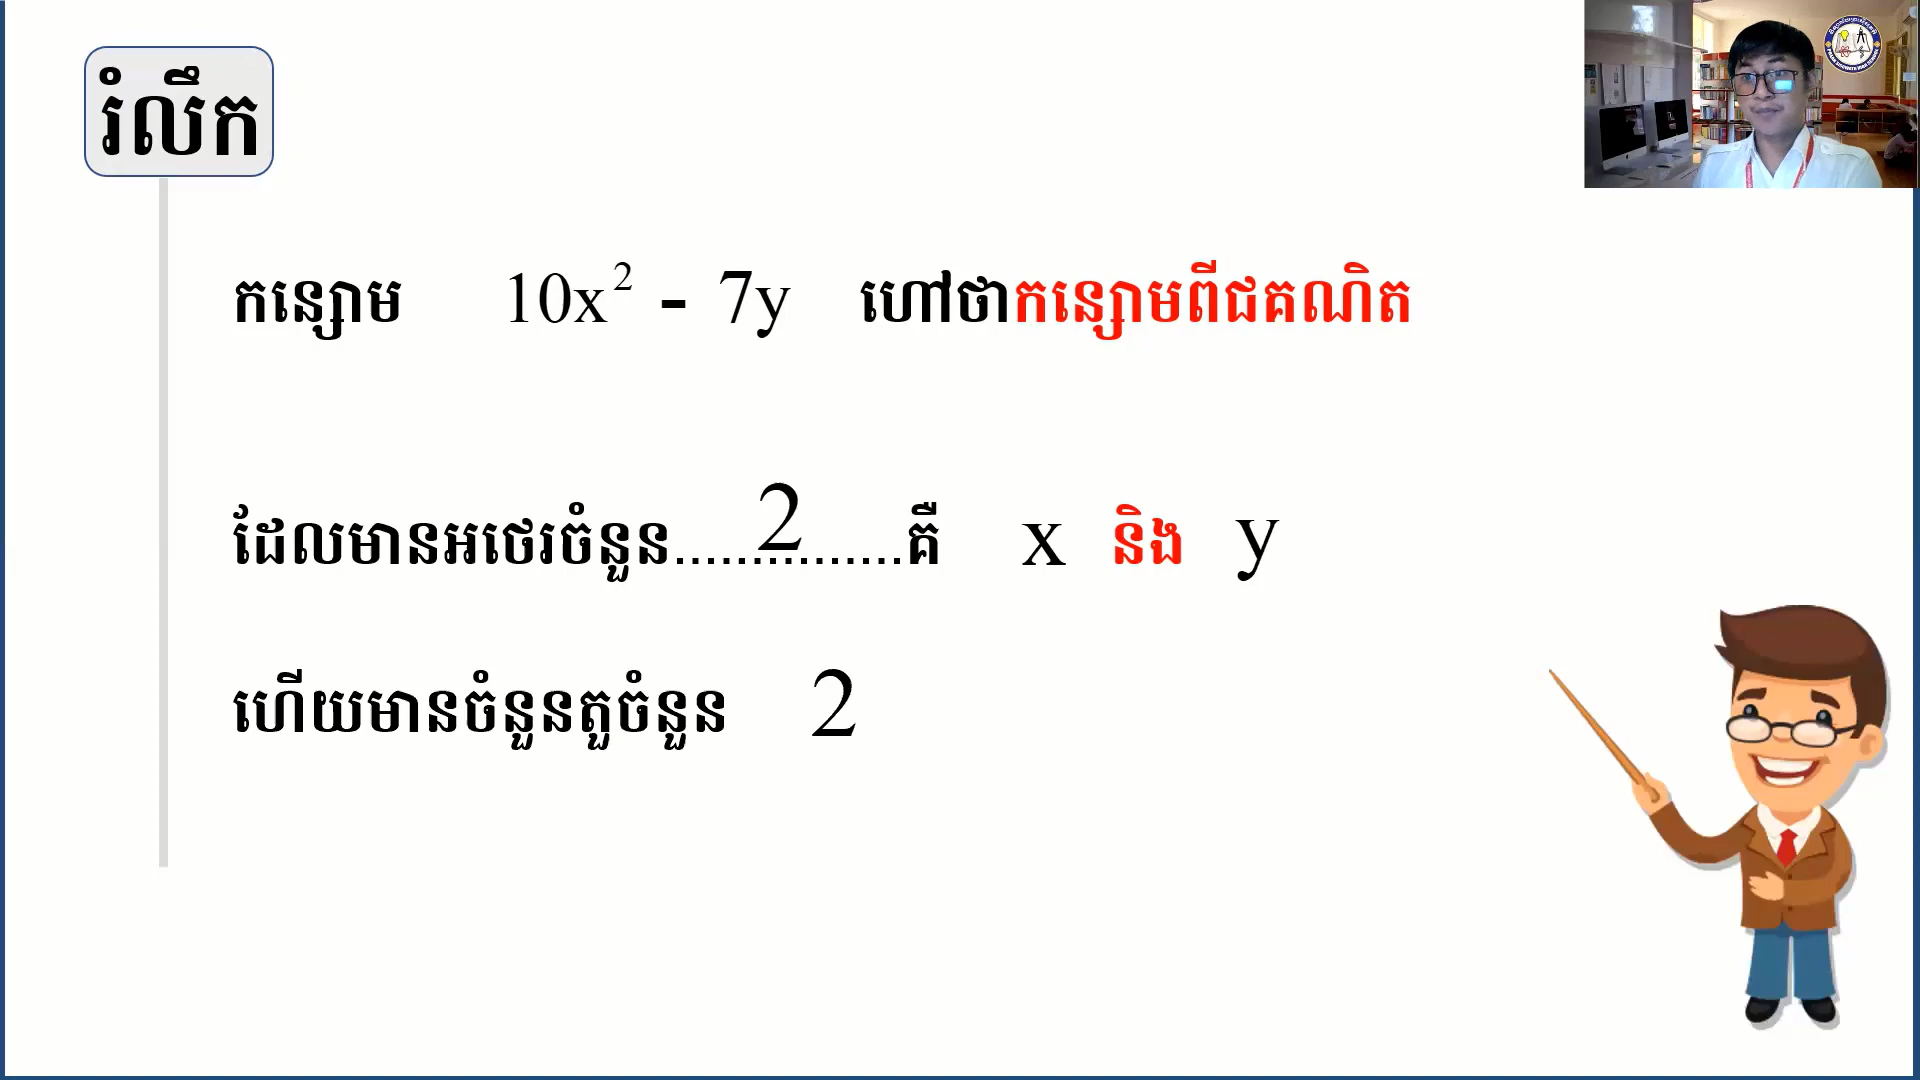 រំលឹក
កន្សោម 10x² - 7y ហៅថាកន្សោមពីជគណិត
ដែលមានអថេរចំនួន...............គឺ x និង y
2
ហើយមានចំនួនតួចំនួន 2